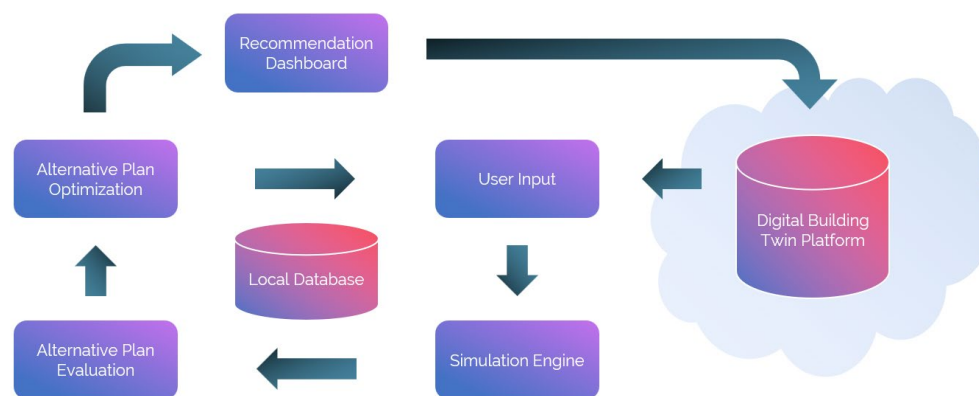 Recommendation
Dashboard
Alternative Plan
Optimization
User Input
Digital Building
Twin Platform
Local Database
Alternative Plan
Evaluation
Simulation Engine